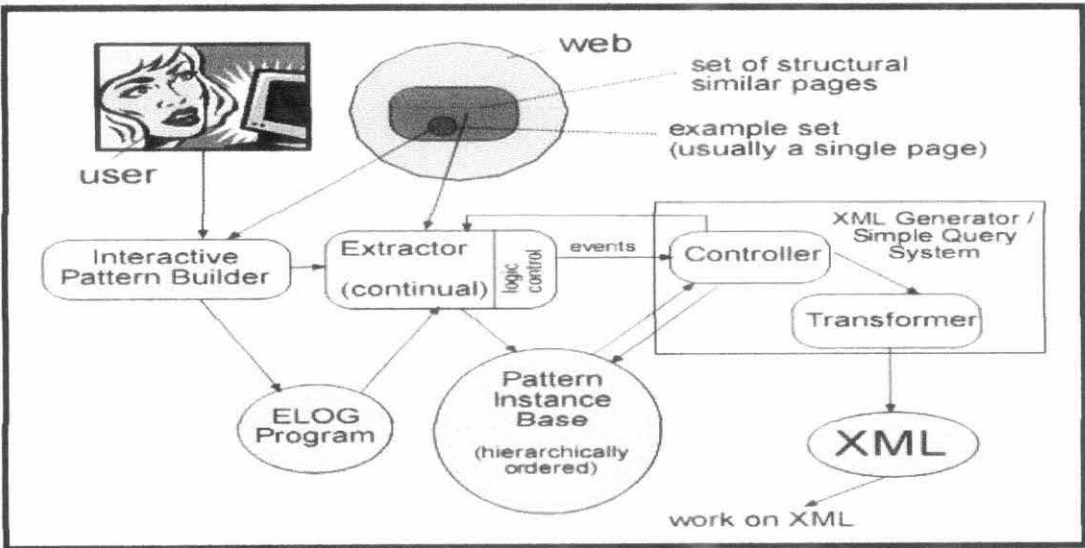 web
set of structural
similar pages
example set
(usually a single page)
user
Interactive
Pattern Builder
Extractor
(continual)
logic
control
events
Controller
XML Generator /
Simple Query
System
Transformer
ELOG
Program
Pattern
Instance
Base
(hierarchically
ordered)
XML
work on XML